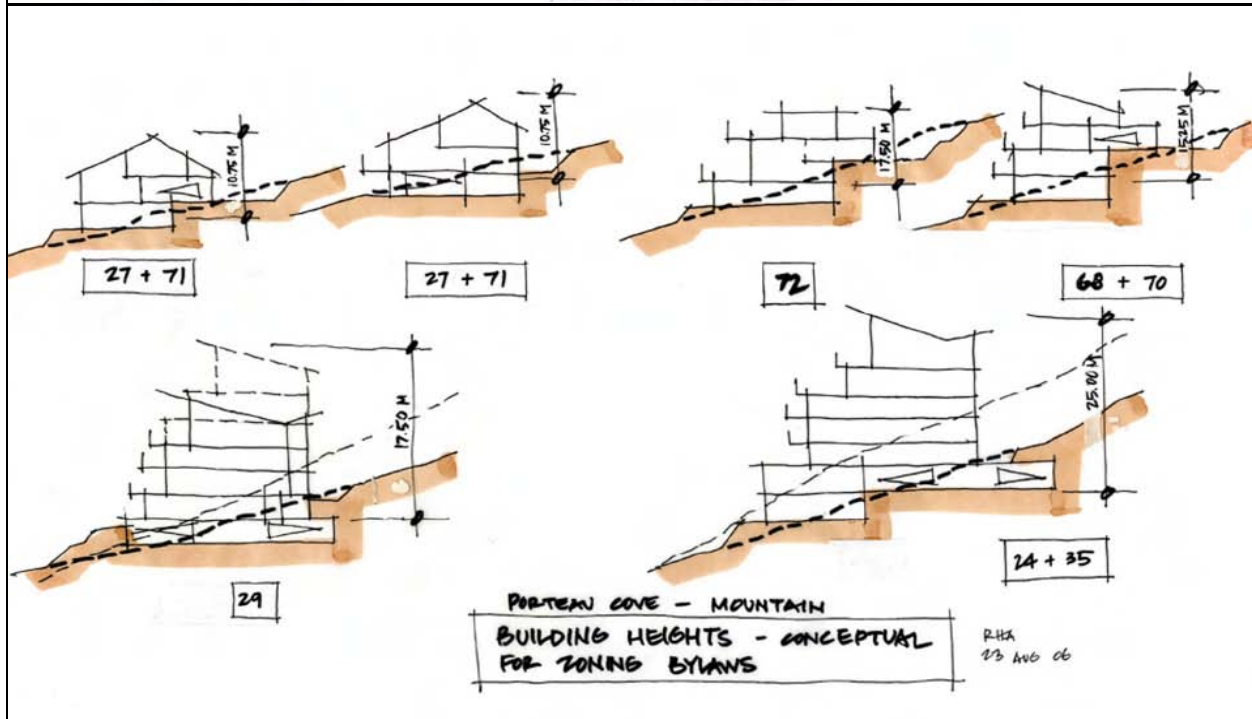 10.75 M
10.75 M
17.50 M
15.25 M
27 + 71
27 + 71
72
68 + 70
17.50 M
25.00 M
29
24 + 35
PORTEAU COVE - MOUNTAIN
BUILDING HEIGHTS - CONCEPTUAL
FOR ZONING BYLAWS
RHA
23 AUG 06